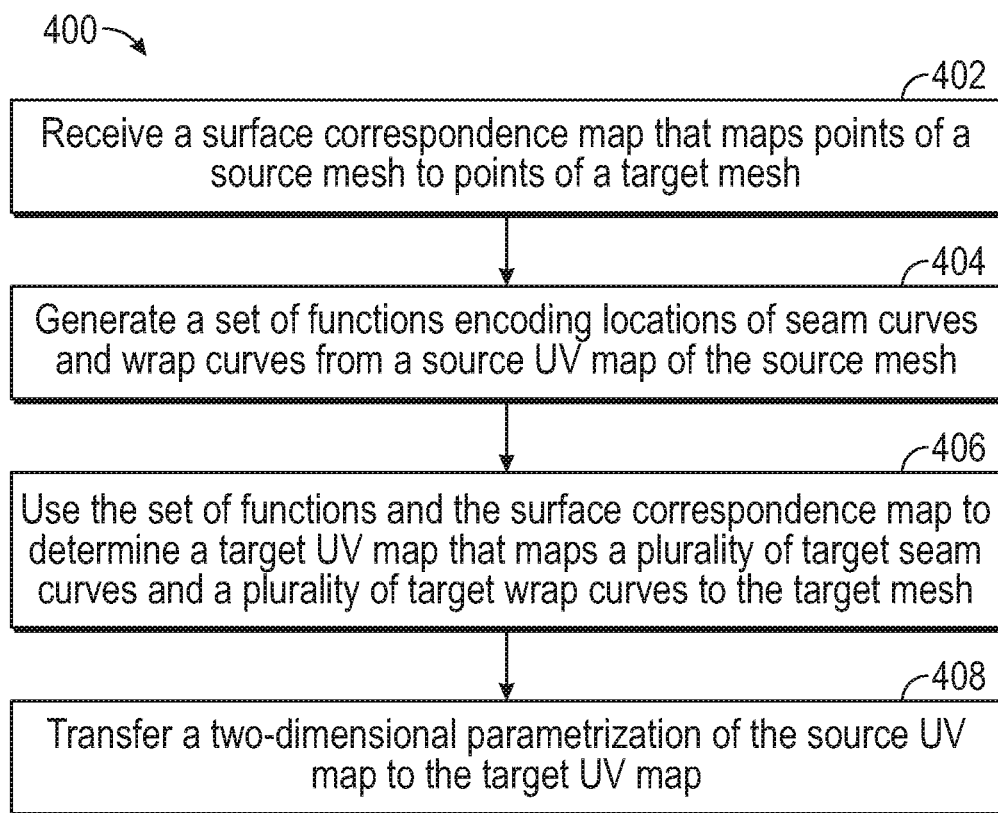 400
402
Receive a surface correspondence map that maps points of a
source mesh to points of a target mesh
404
Generate a set of functions encoding locations of seam curves
and wrap curves from a source UV map of the source mesh
406
Use the set of functions and the surface correspondence map to
determine a target UV map that maps a plurality of target seam
curves and a plurality of target wrap curves to the target mesh
408
Transfer a two-dimensional parametrization of the source UV
map to the target UV map